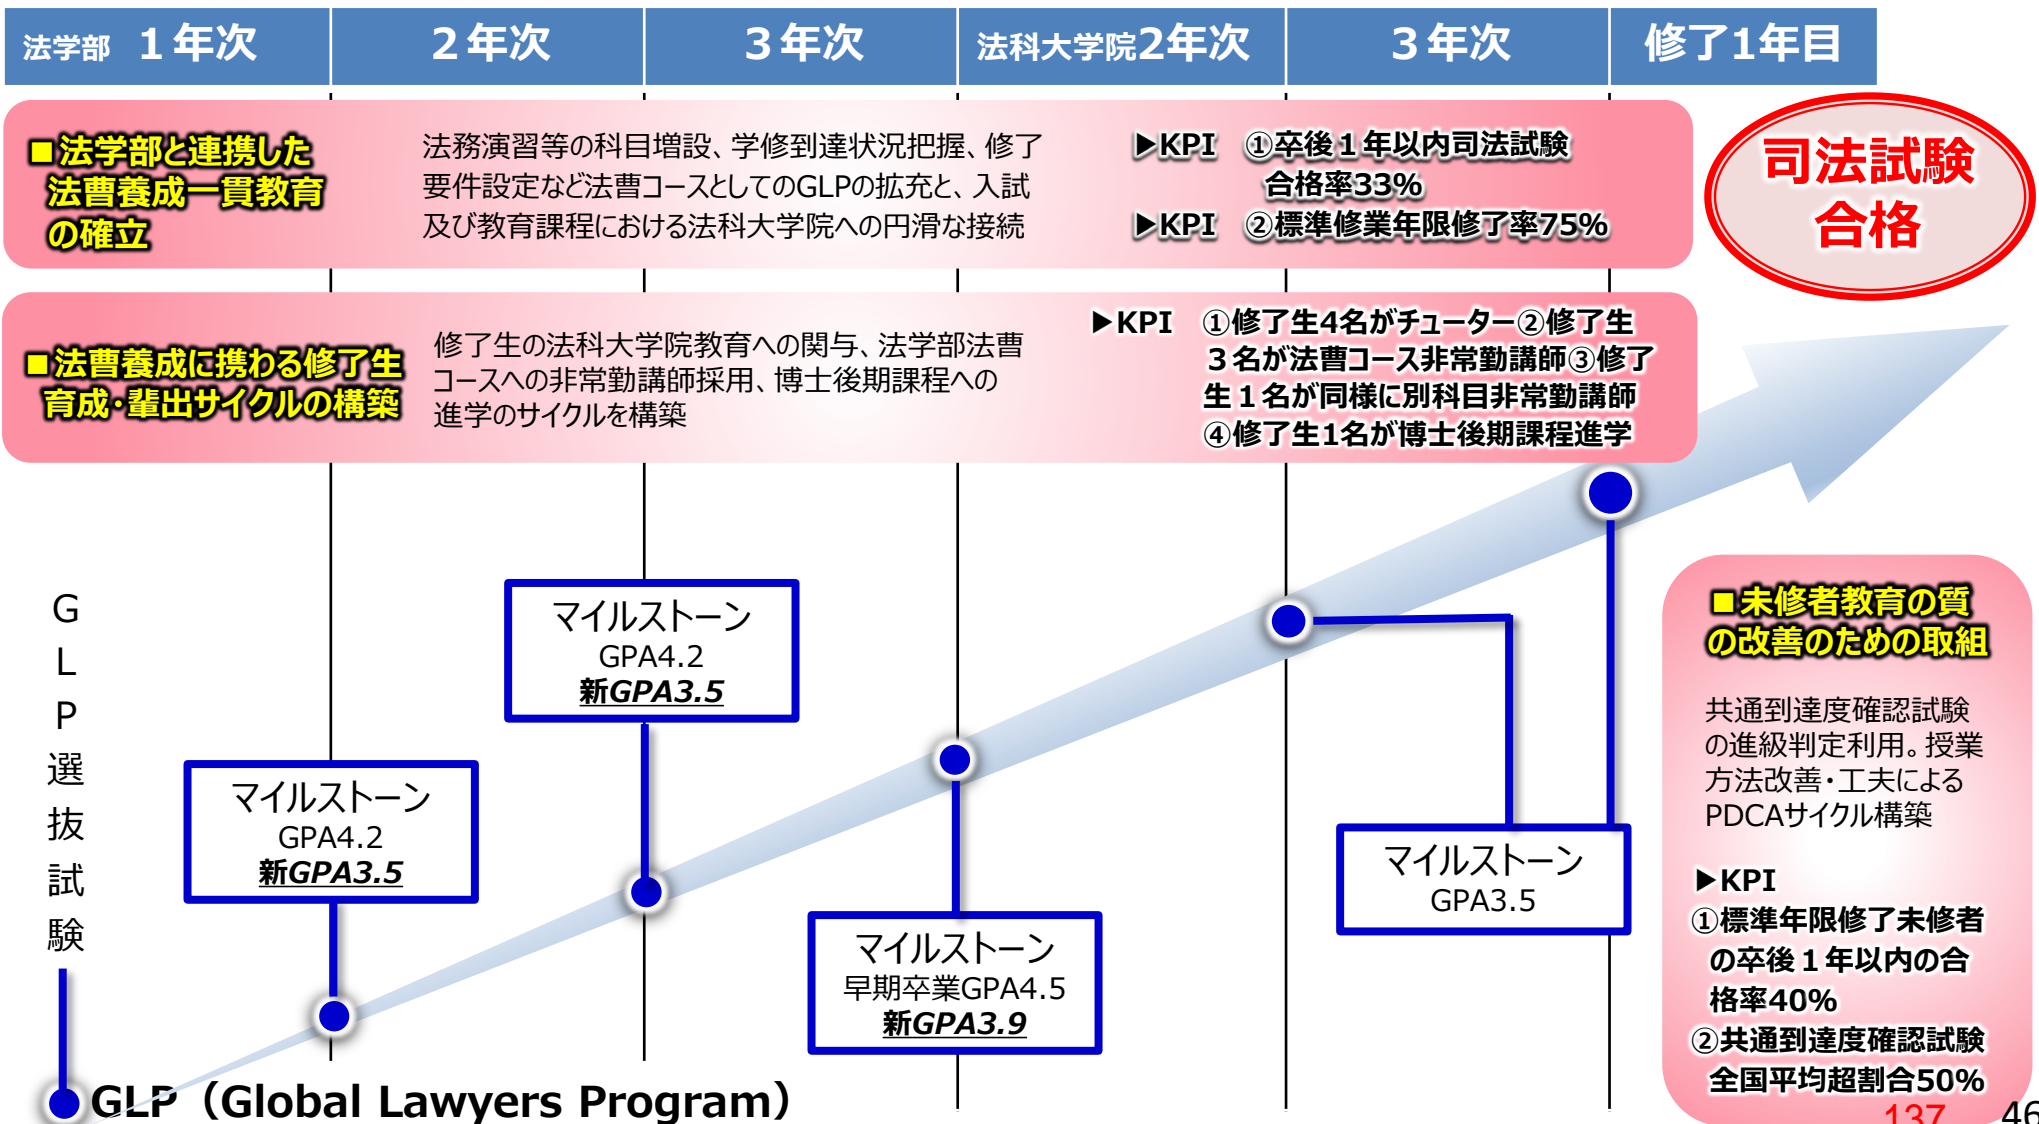 法学部 1年次
2年次
3年次
法科大学院2年次
3年次
修了1年目
■法学部と連携した
法曹養成一貫教育
の確立
法務演習等の科目増設、学修到達状況把握、修了
要件設定など法曹コースとしてのGLPの拡充と、入試
及び教育課程における法科大学院への円滑な接続
▶KPI ①卒後1年以内司法試験
合格率33%
▶KPI ②標準修業年限修了率75%
司法試験
合格
■法曹養成に携わる修了生
育成・輩出サイクルの構築
修了生の法科大学院教育への関与、法学部法曹
コースへの非常勤講師採用、博士後期課程への
進学のサイクルを構築
▶KPI ①修了生4名がチューター②修了生
3名が法曹コース非常勤講師③修了
生1名が同様に別科目非常勤講師
④修了生1名が博士後期課程進学
GLP選抜試験
マイルストーン
GPA4.2
新GPA3.5
マイルストーン
GPA4.2
新GPA3.5
マイルストーン
早期卒業GPA4.5
新GPA3.9
マイルストーン
GPA3.5
■未修者教育の質
の改善のための取組
共通到達度確認試験
の進級判定利用。授業
方法改善・工夫による
PDCAサイクル構築
▶KPI
①標準年限修了未修者
の卒後1年以内の合
格率40%
②共通到達度確認試験
全国平均超割合50%
GLP（Global Lawyers Program）
137
46